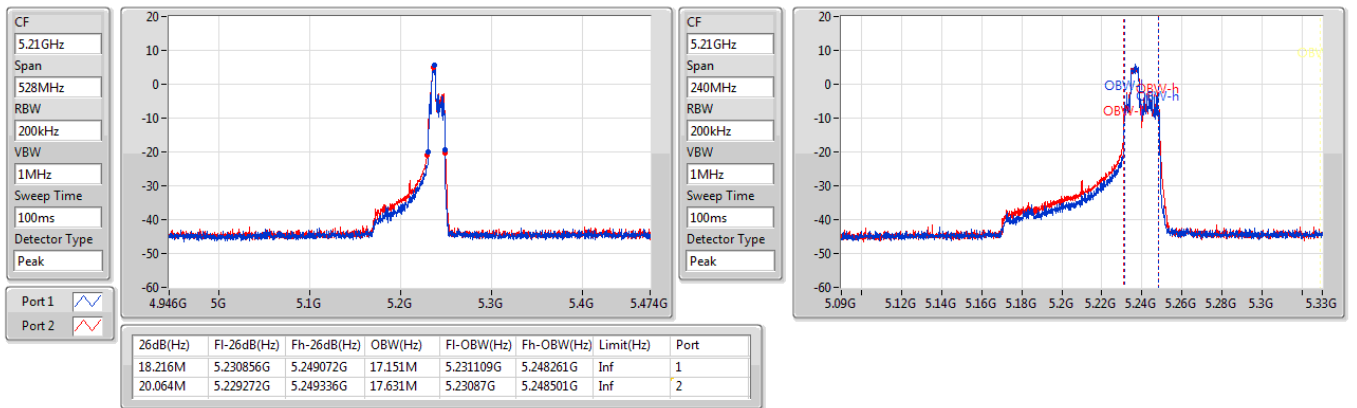 CF
5.21GHz
Span
528MHz
RBW
200kHz
VBW
1MHz
Sweep Time
100ms
Detector Type
Peak
Port 1
Port 2
20
10
0
-10
-20
-30
-40
-50
-60
4.946G 5G 5.1G 5.2G 5.3G 5.4G 5.474G
CF
5.21GHz
Span
240MHz
RBW
200kHz
VBW
1MHz
Sweep Time
100ms
Detector Type
Peak
20
10
0
-10
-20
-30
-40
-50
-60
OBW-h
OBW-h
5.09G 5.12G 5.14G 5.16G 5.18G 5.2G 5.22G 5.24G 5.26G 5.28G 5.3G 5.33G
26dB(Hz) Fl-26dB(Hz) Fh-26dB(Hz) OBW(Hz) Fl-OBW(Hz) Fh-OBW(Hz) Limit(Hz) Port
18.216M 5.230856G 5.249072G 17.151M 5.231109G 5.248261G Inf 1
20.064M 5.229272G 5.249336G 17.631M 5.23087G 5.248501G Inf 2